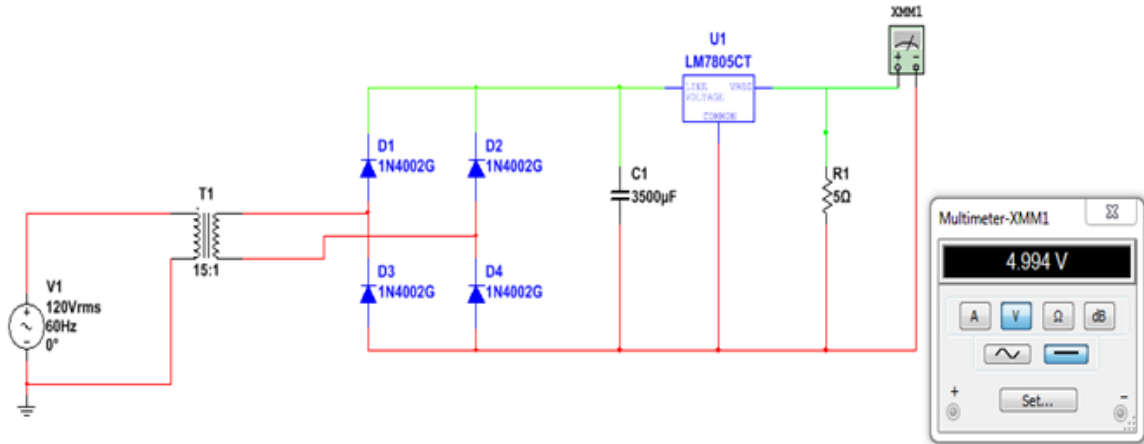 XMM1
U1
LM7805CT
LINE VREG
VOLTAGE
COMMON
D1
1N4002G
D2
1N4002G
C1
3500µF
R1
5Ω
T1
15:1
D3
1N4002G
D4
1N4002G
V1
120Vrms
60Hz
0°
Multimeter-XMM1
4.994 V
A V Ω dB
+ Set... -